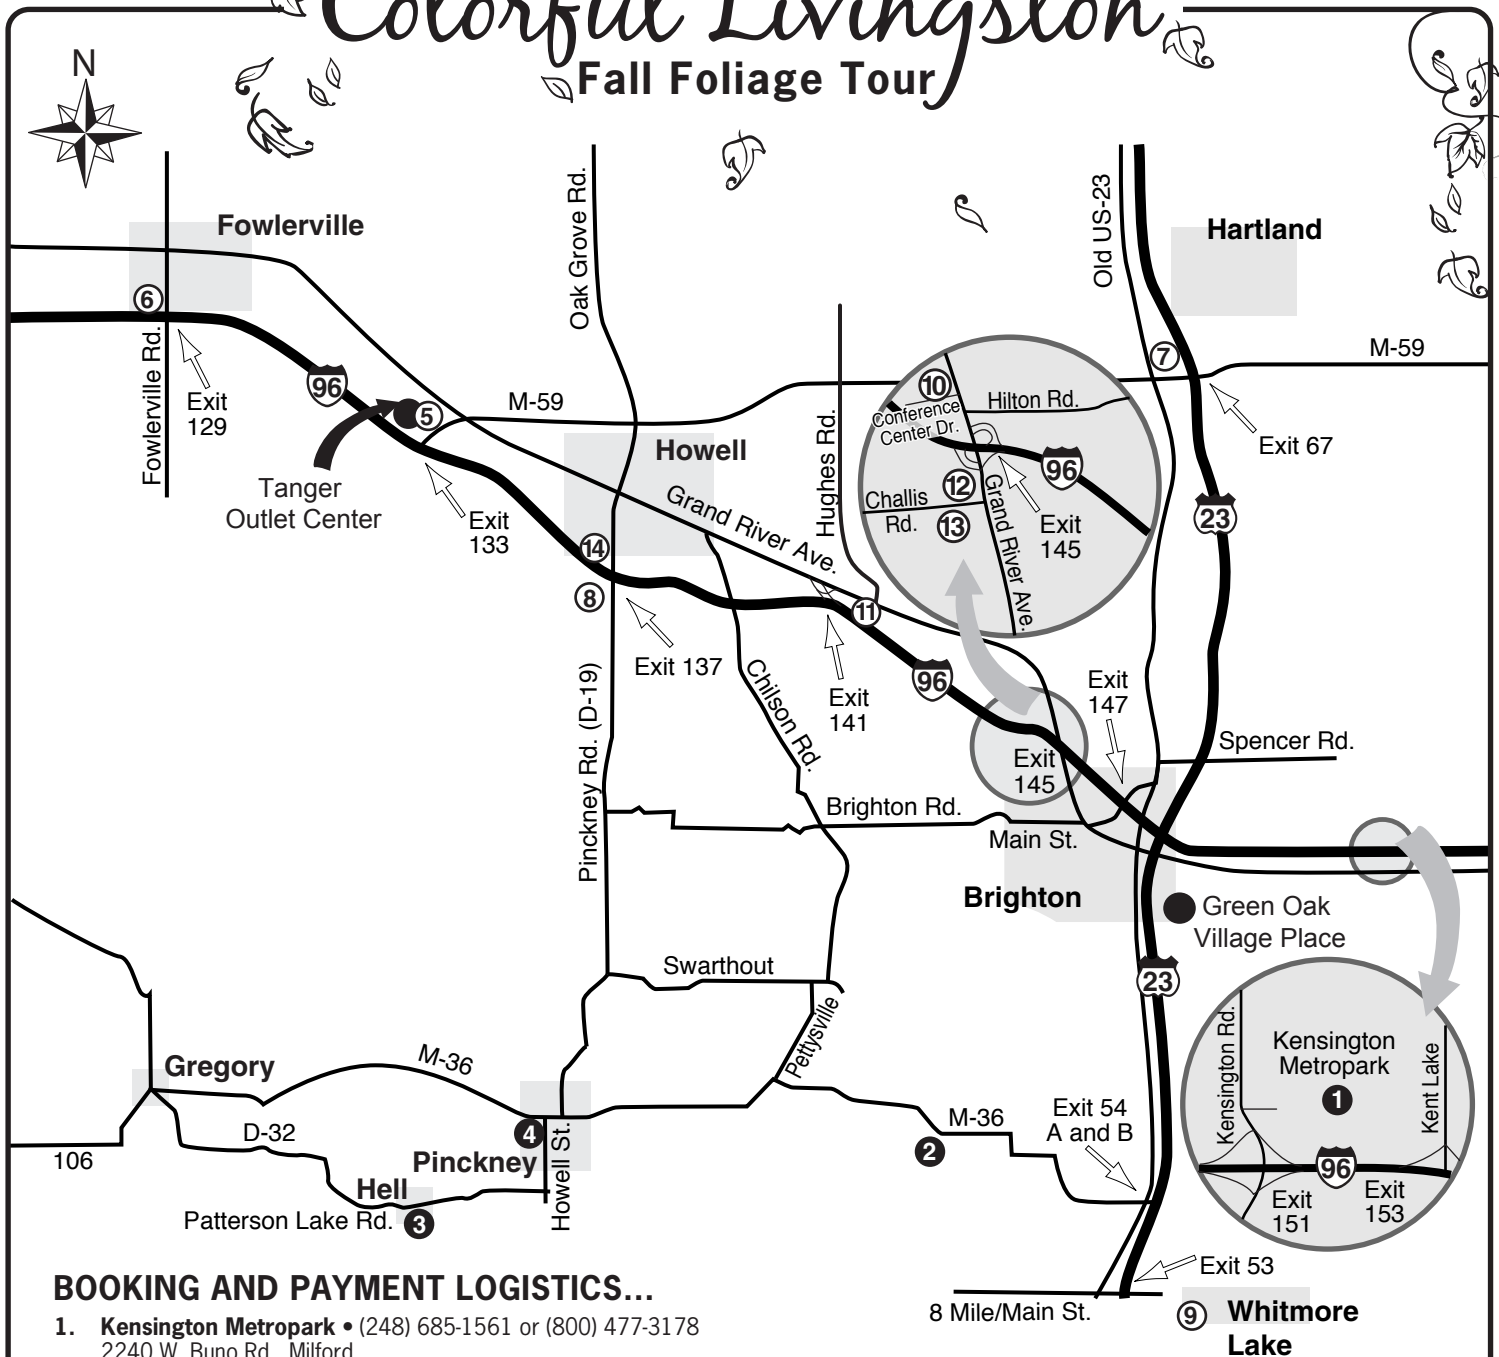 Colorful Livingston
Fall Foliage Tour
N
Fowlerville
Oak Grove Rd.
Old US-23
Hartland
6
Fowlerville Rd.
Exit
129
96
5
M-59
Tanger
Outlet Center
Exit
133
Howell
Grand River Ave.
Hughes Rd.
10
Conference
Center Dr.
Hilton Rd.
96
12
Challis
Rd.
13
Grand River Ave.
Exit
145
7
M-59
Exit 67
23
14
8
Exit 137
11
Exit
141
96
Pinckney Rd. (D-19)
Chilson Rd.
Exit
147
Exit
145
Spencer Rd.
Brighton Rd.
Main St.
Brighton
Green Oak
Village Place
23
Swarthout
Pettysville
Kensington Rd.
Kensington
Metropark
1
Kent Lake
96
Exit
151
Exit
153
Gregory
M-36
D-32
106
4
Pinckney
Howell St.
Hell
Patterson Lake Rd.
3
M-36
2
Exit 54
A and B
Exit 53
8 Mile/Main St.
9
Whitmore
Lake
BOOKING AND PAYMENT LOGISTICS...
1. Kensington Metropark • (248) 685-1561 or (800) 477-3178
2240 W. Buno Rd., Milford